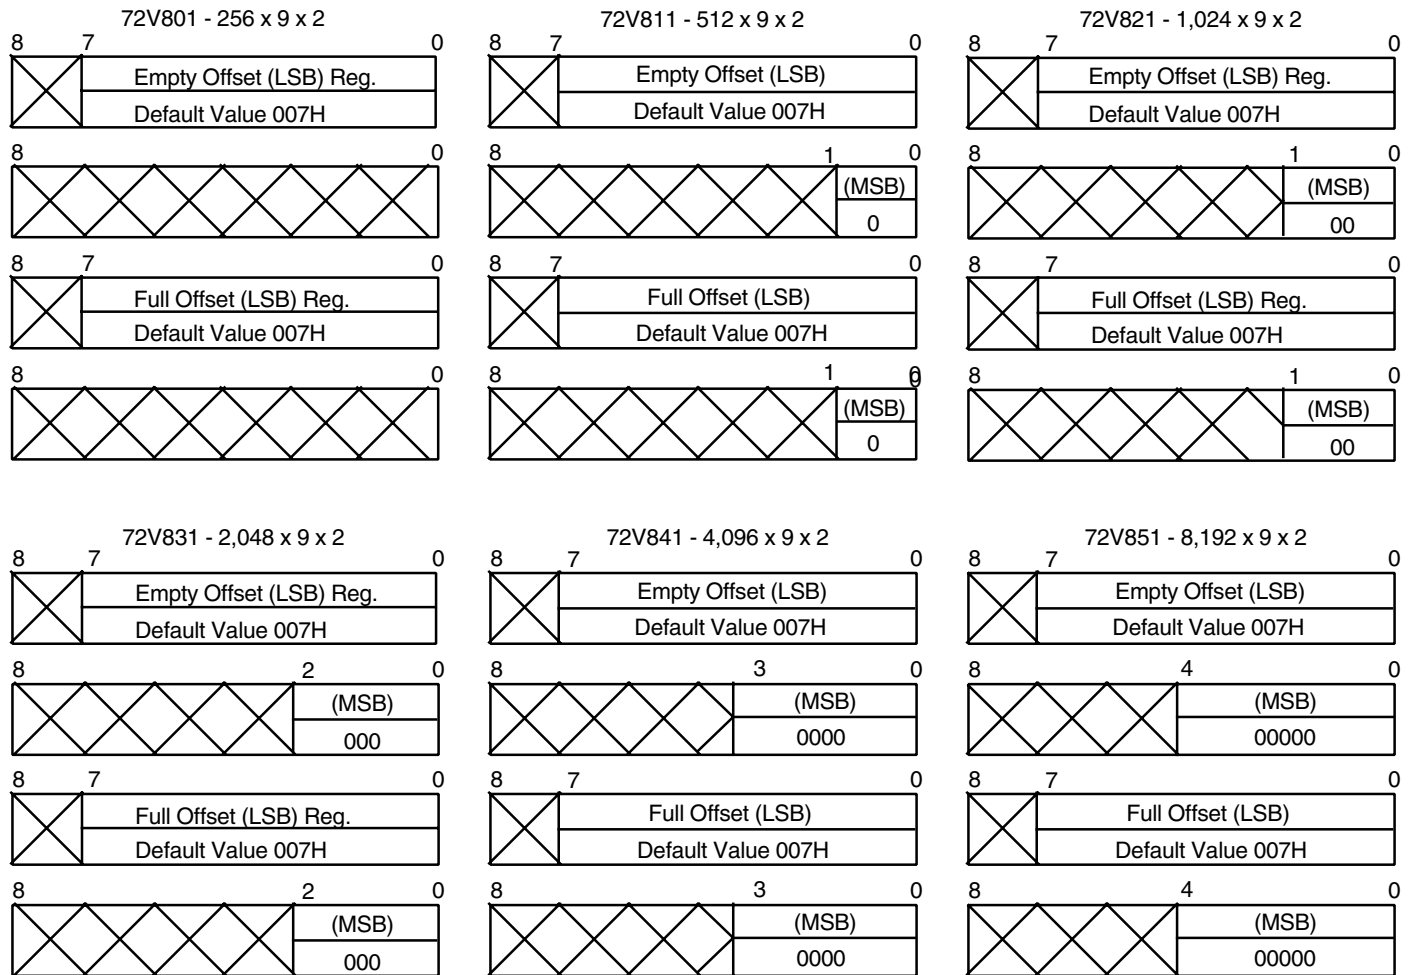 72V801 - 256 x 9 x 2
8 7 0
Empty Offset (LSB) Reg.
Default Value 007H
8 0
8 7 0
Full Offset (LSB) Reg.
Default Value 007H
8 0
72V811 - 512 x 9 x 2
8 7 0
Empty Offset (LSB)
Default Value 007H
8 1 0
(MSB)
0
8 7 0
Full Offset (LSB)
Default Value 007H
8 1 0
0
(MSB)
0
72V821 - 1,024 x 9 x 2
8 7 0
Empty Offset (LSB) Reg.
Default Value 007H
8 1 0
(MSB)
00
8 7 0
Full Offset (LSB) Reg.
Default Value 007H
8 1 0
(MSB)
00
72V831 - 2,048 x 9 x 2
8 7 0
Empty Offset (LSB) Reg.
Default Value 007H
8 2 0
(MSB)
000
8 7 0
Full Offset (LSB) Reg.
Default Value 007H
8 2 0
(MSB)
000
72V841 - 4,096 x 9 x 2
8 7 0
Empty Offset (LSB)
Default Value 007H
8 3 0
(MSB)
0000
8 7 0
Full Offset (LSB)
Default Value 007H
8 3 0
(MSB)
0000
72V851 - 8,192 x 9 x 2
8 7 0
Empty Offset (LSB)
Default Value 007H
8 4 0
(MSB)
00000
8 7 0
Full Offset (LSB)
Default Value 007H
8 4 0
(MSB)
00000